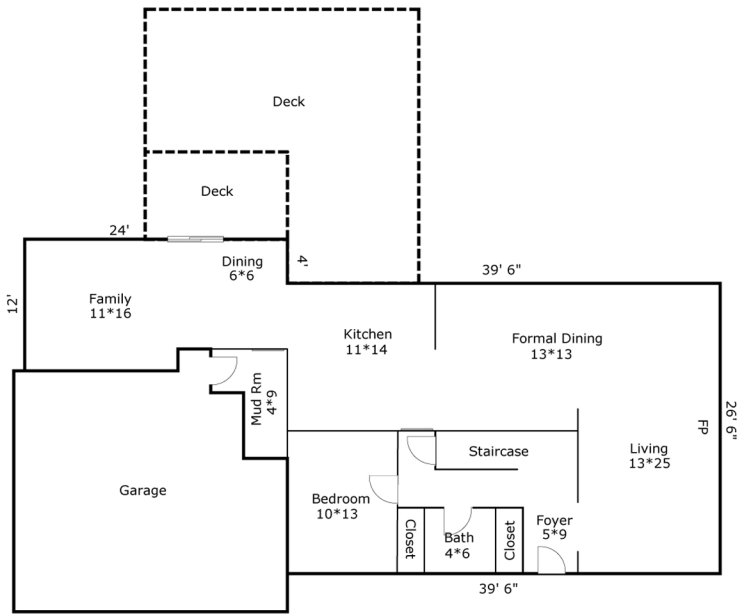 Deck
Deck
24'
Dining
6*6
4'
39' 6"
12'
Family
11*16
Kitchen
11*14
Formal Dining
13*13
Mud Rm
4*9
26' 6"
FP
Staircase
Living
13*25
Garage
Bedroom
10*13
Closet
Bath
4*6
Closet
Foyer
5*9
39' 6"